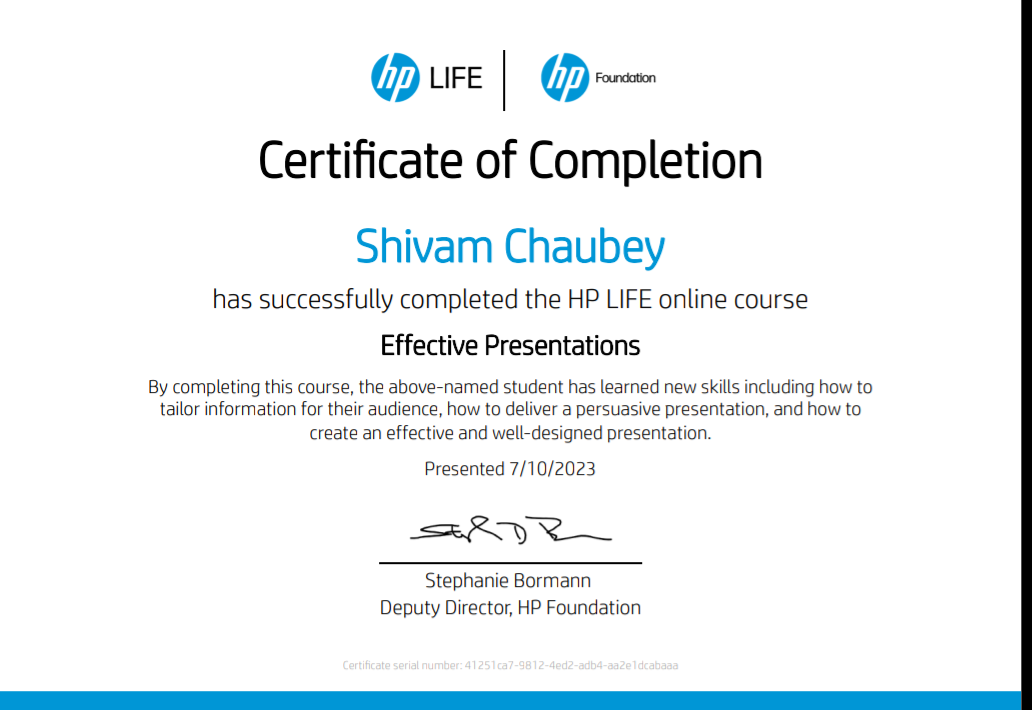 hp LIFE hp Foundation
Certificate of Completion
Shivam Chaubey
has successfully completed the HP LIFE online course
Effective Presentations
By completing this course, the above-named student has learned new skills including how to
tailor information for their audience, how to deliver a persuasive presentation, and how to
create an effective and well-designed presentation.
Presented 7/10/2023
Stephanie Bormann
Deputy Director, HP Foundation
Certificate serial number: 41251ca7-9812-4ed2-adb4-aa2e1dcabaaa